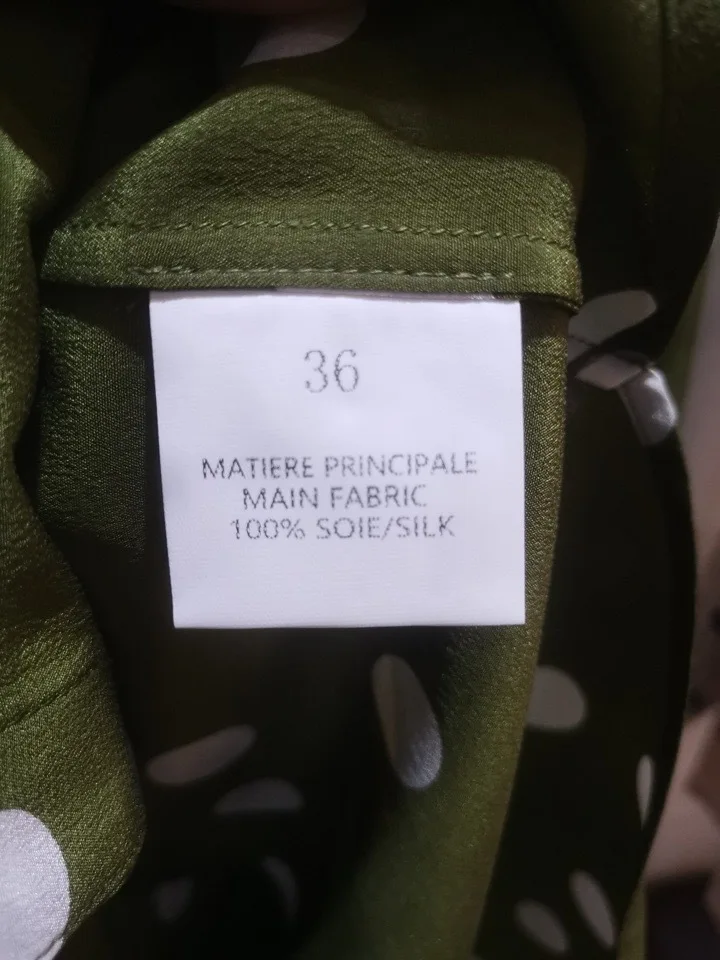 36
MATIERE PRINCIPALE
MAIN FABRIC
100% SOIE/SILK